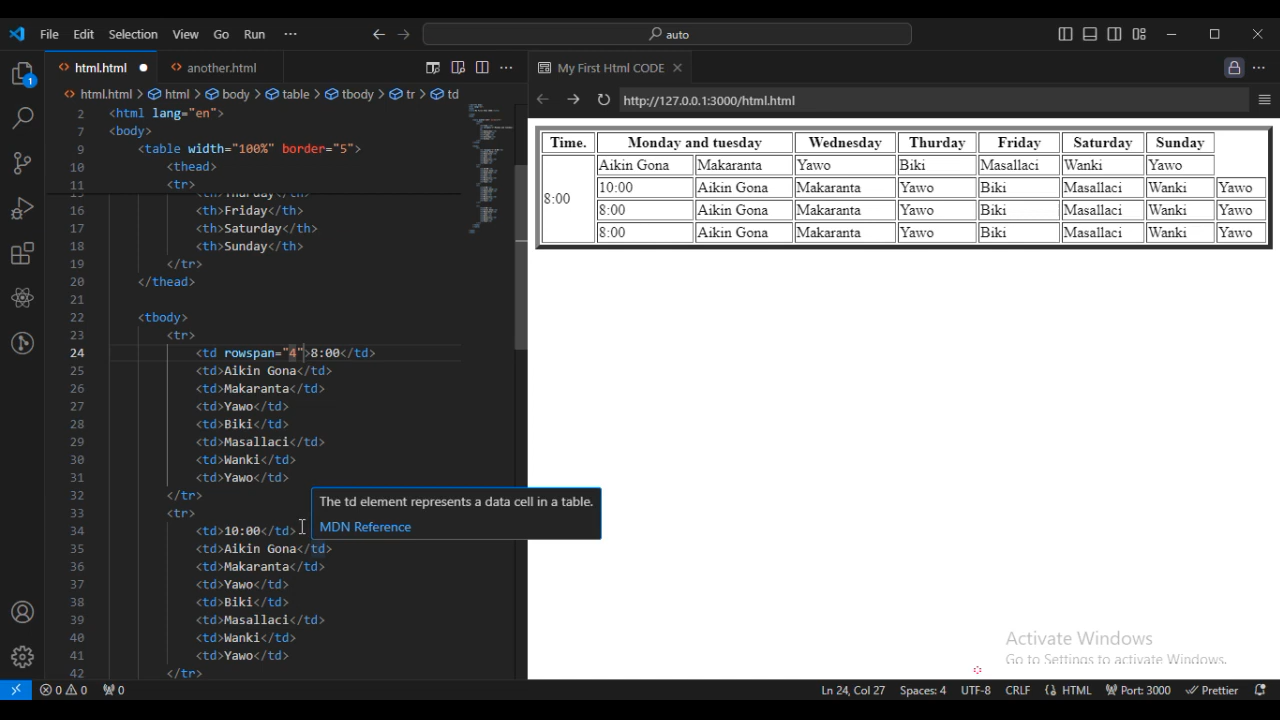 File Edit Selection View Go Run ··· auto
html.html another.html
html.html > html > body > table > tbody > tr > td
2 <html lang="en">
7 <body>
9 <table width="100%" border="5">
10 <thead>
11 <tr>
16 <th>Friday</th>
17 <th>Saturday</th>
18 <th>Sunday</th>
19 </tr>
20 </thead>
21
22 <tbody>
23 <tr>
24 <td rowspan="4">8:00</td>
25 <td>Aikin Gona</td>
26 <td>Makaranta</td>
27 <td>Yawo</td>
28 <td>Biki</td>
29 <td>Masallaci</td>
30 <td>Wanki</td>
31 <td>Yawo</td>
32 </tr>
33 <tr>
34 <td>10:00</td>
35 <td>Aikin Gona</td>
36 <td>Makaranta</td>
37 <td>Yawo</td>
38 <td>Biki</td>
39 <td>Masallaci</td>
40 <td>Wanki</td>
41 <td>Yawo</td>
42 </tr>
The td element represents a data cell in a table.
MDN Reference
1
My First Html CODE
http://127.0.0.1:3000/html.html
Time. Monday and tuesday Wednesday Thurday Friday Saturday Sunday
8:00 Aikin Gona Makaranta Yawo Biki Masallaci Wanki Yawo
10:00 Aikin Gona Makaranta Yawo Biki Masallaci Wanki Yawo
8:00 Aikin Gona Makaranta Yawo Biki Masallaci Wanki Yawo
8:00 Aikin Gona Makaranta Yawo Biki Masallaci Wanki Yawo
Activate Windows
Go to Settings to activate Windows.
0 0 0 Ln 24, Col 27 Spaces: 4 UTF-8 CRLF HTML Port: 3000 Prettier